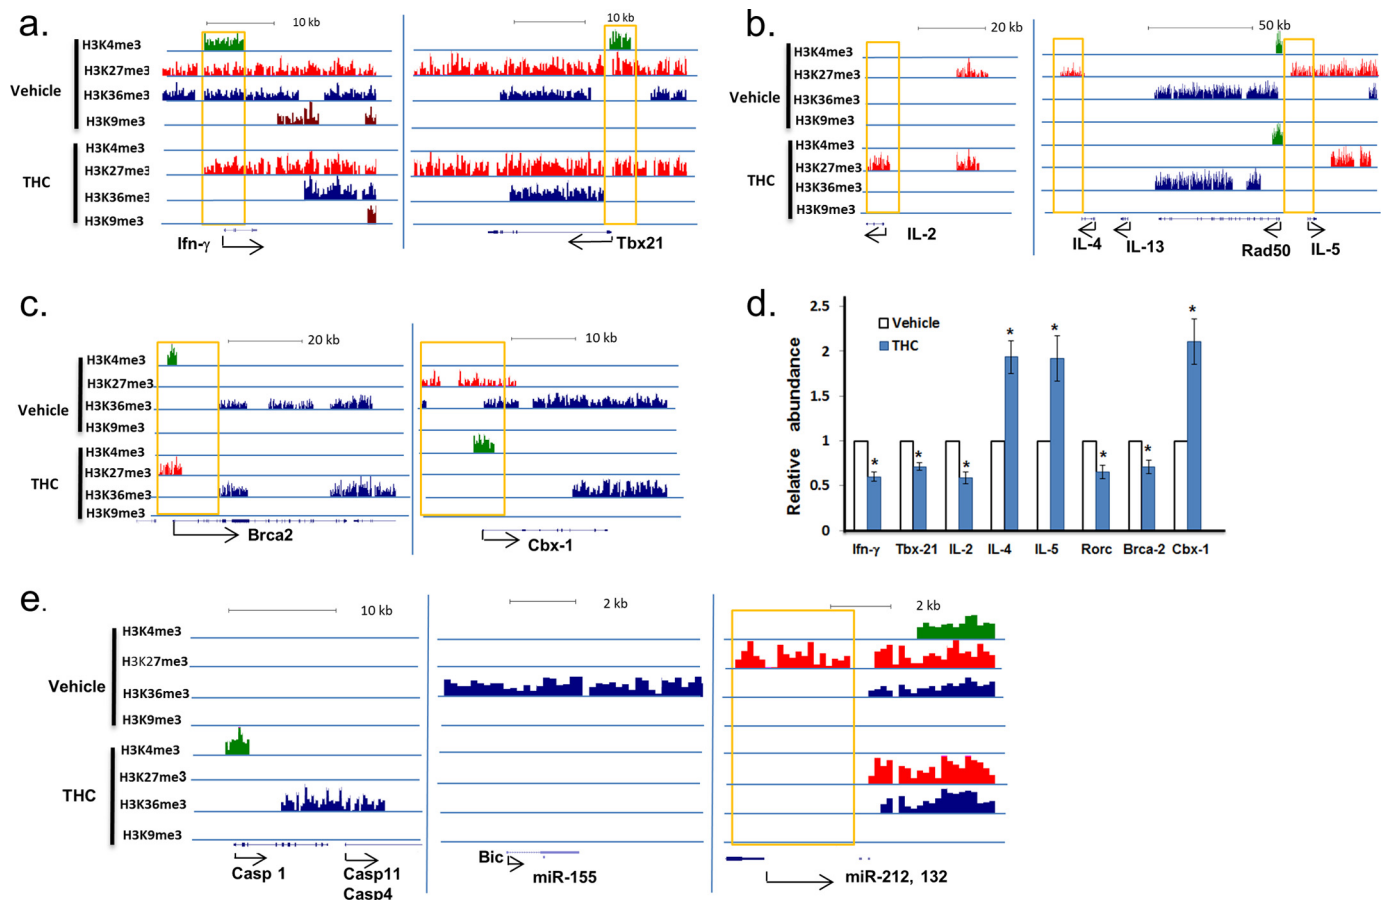 a.
10 kb
10 kb
Vehicle
H3K4me3
H3K27me3
H3K36me3
H3K9me3
THC
H3K4me3
H3K27me3
H3K36me3
H3K9me3
Ifn-γ
Tbx21
b.
20 kb
50 kb
Vehicle
H3K4me3
H3K27me3
H3K36me3
H3K9me3
THC
H3K4me3
H3K27me3
H3K36me3
H3K9me3
IL-2
IL-4
IL-13
Rad50
IL-5
c.
20 kb
10 kb
Vehicle
H3K4me3
H3K27me3
H3K36me3
H3K9me3
THC
H3K4me3
H3K27me3
H3K36me3
H3K9me3
Brca2
Cbx-1
d.
Relative abundance
2.5
2
1.5
1
0.5
0
Vehicle
THC
*
*
*
*
*
*
*
*
Ifn-γ Tbx-21 IL-2 IL-4 IL-5 Rorc Brca-2 Cbx-1
e.
10 kb
2 kb
2 kb
Vehicle
H3K4me3
H3K27me3
H3K36me3
H3K9me3
THC
H3K4me3
H3K27me3
H3K36me3
H3K9me3
Casp 1
Casp11
Casp4
Bic
miR-155
miR-212, 132